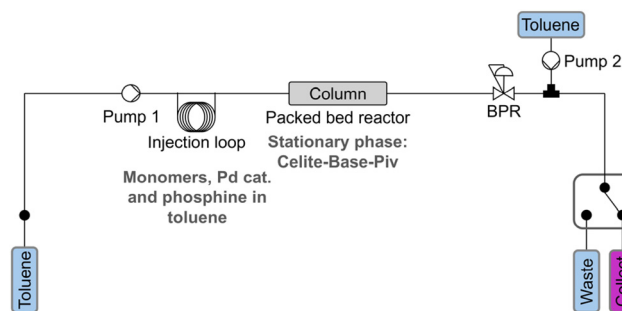 Toluene
Pump 2
Column
Pump 1
BPR
Packed bed reactor
Injection loop
Stationary phase:
Celite-Base-Piv
Monomers, Pd cat.
and phosphine in
toluene
Toluene
Waste
Collect